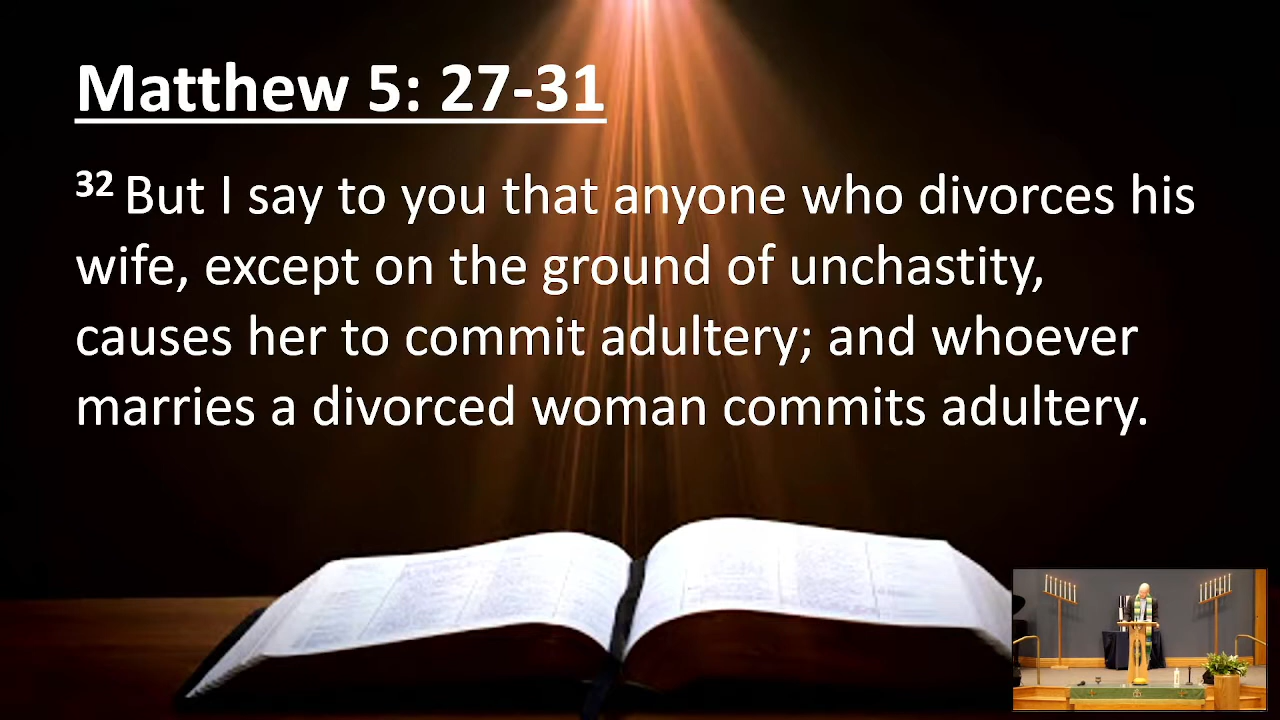 Matthew 5: 27-31
32 But I say to you that anyone who divorces his
wife, except on the ground of unchastity,
causes her to commit adultery; and whoever
marries a divorced woman commits adultery.